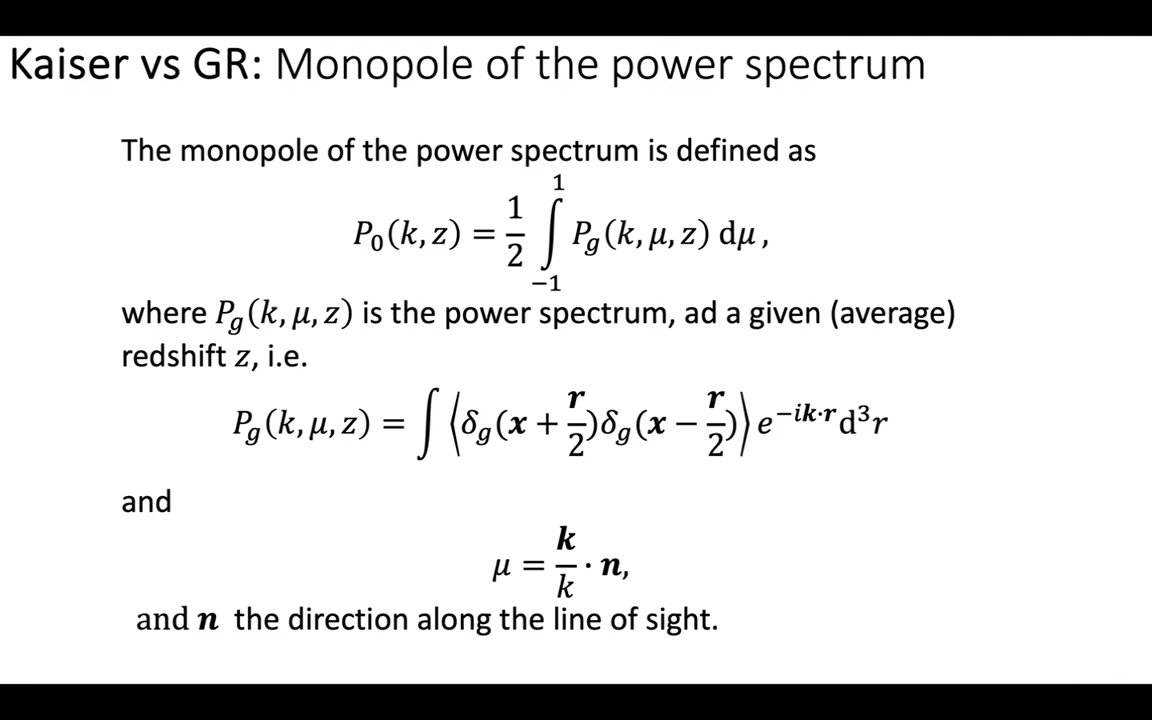 Kaiser vs GR: Monopole of the power spectrum
The monopole of the power spectrum is defined as
P₀(k, z) = 1/2 ∫₋₁¹ P_g(k, μ, z) dμ ,
where P_g(k, μ, z) is the power spectrum, ad a given (average)
redshift z, i.e.
P_g(k, μ, z) = ∫ ⟨δ_g(𝒙 + 𝒓/2)δ_g(𝒙 − 𝒓/2)⟩ e^{−i𝒌·𝒓} d³r
and
μ = 𝒌/k · 𝒏,
and 𝒏 the direction along the line of sight.